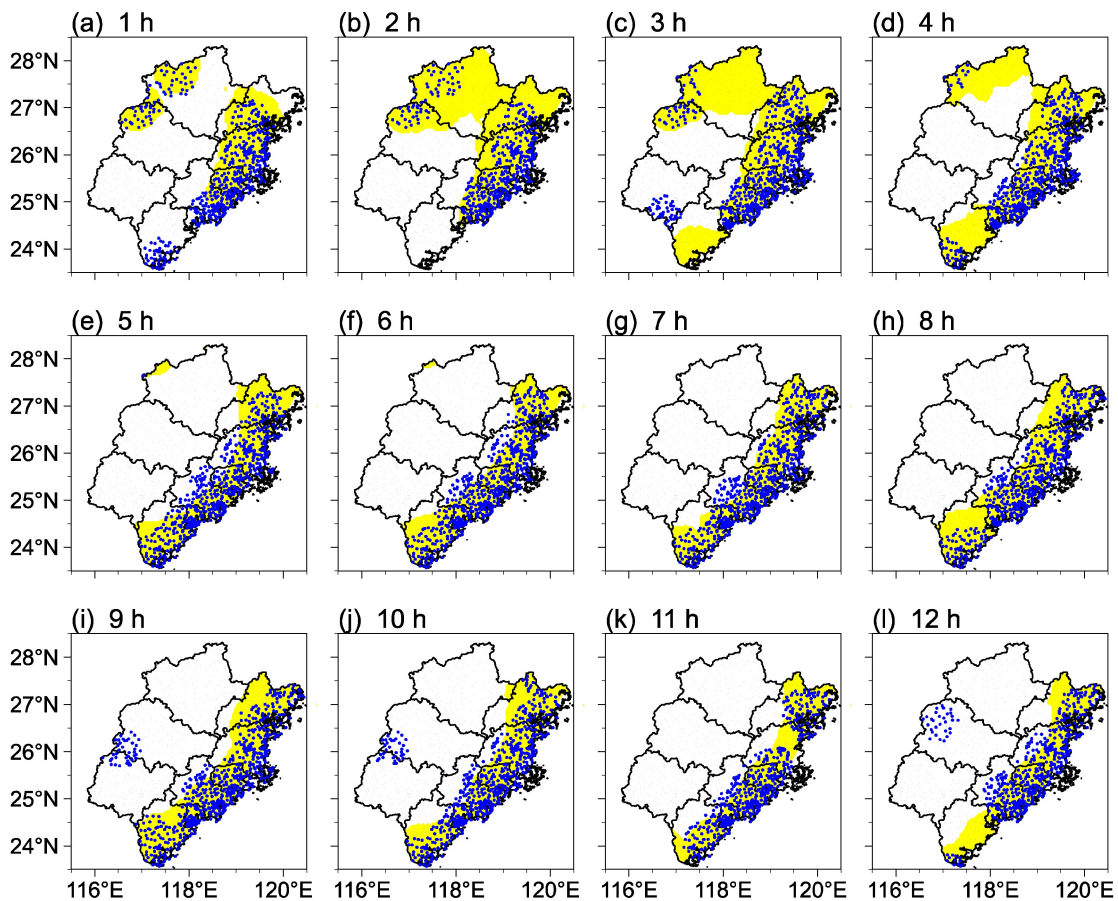 (a) 1 h
(b) 2 h
(c) 3 h
(d) 4 h
28°N
27°N
26°N
25°N
24°N
(e) 5 h
(f) 6 h
(g) 7 h
(h) 8 h
28°N
27°N
26°N
25°N
24°N
(i) 9 h
(j) 10 h
(k) 11 h
(l) 12 h
28°N
27°N
26°N
25°N
24°N
116°E 118°E 120°E
116°E 118°E 120°E
116°E 118°E 120°E
116°E 118°E 120°E